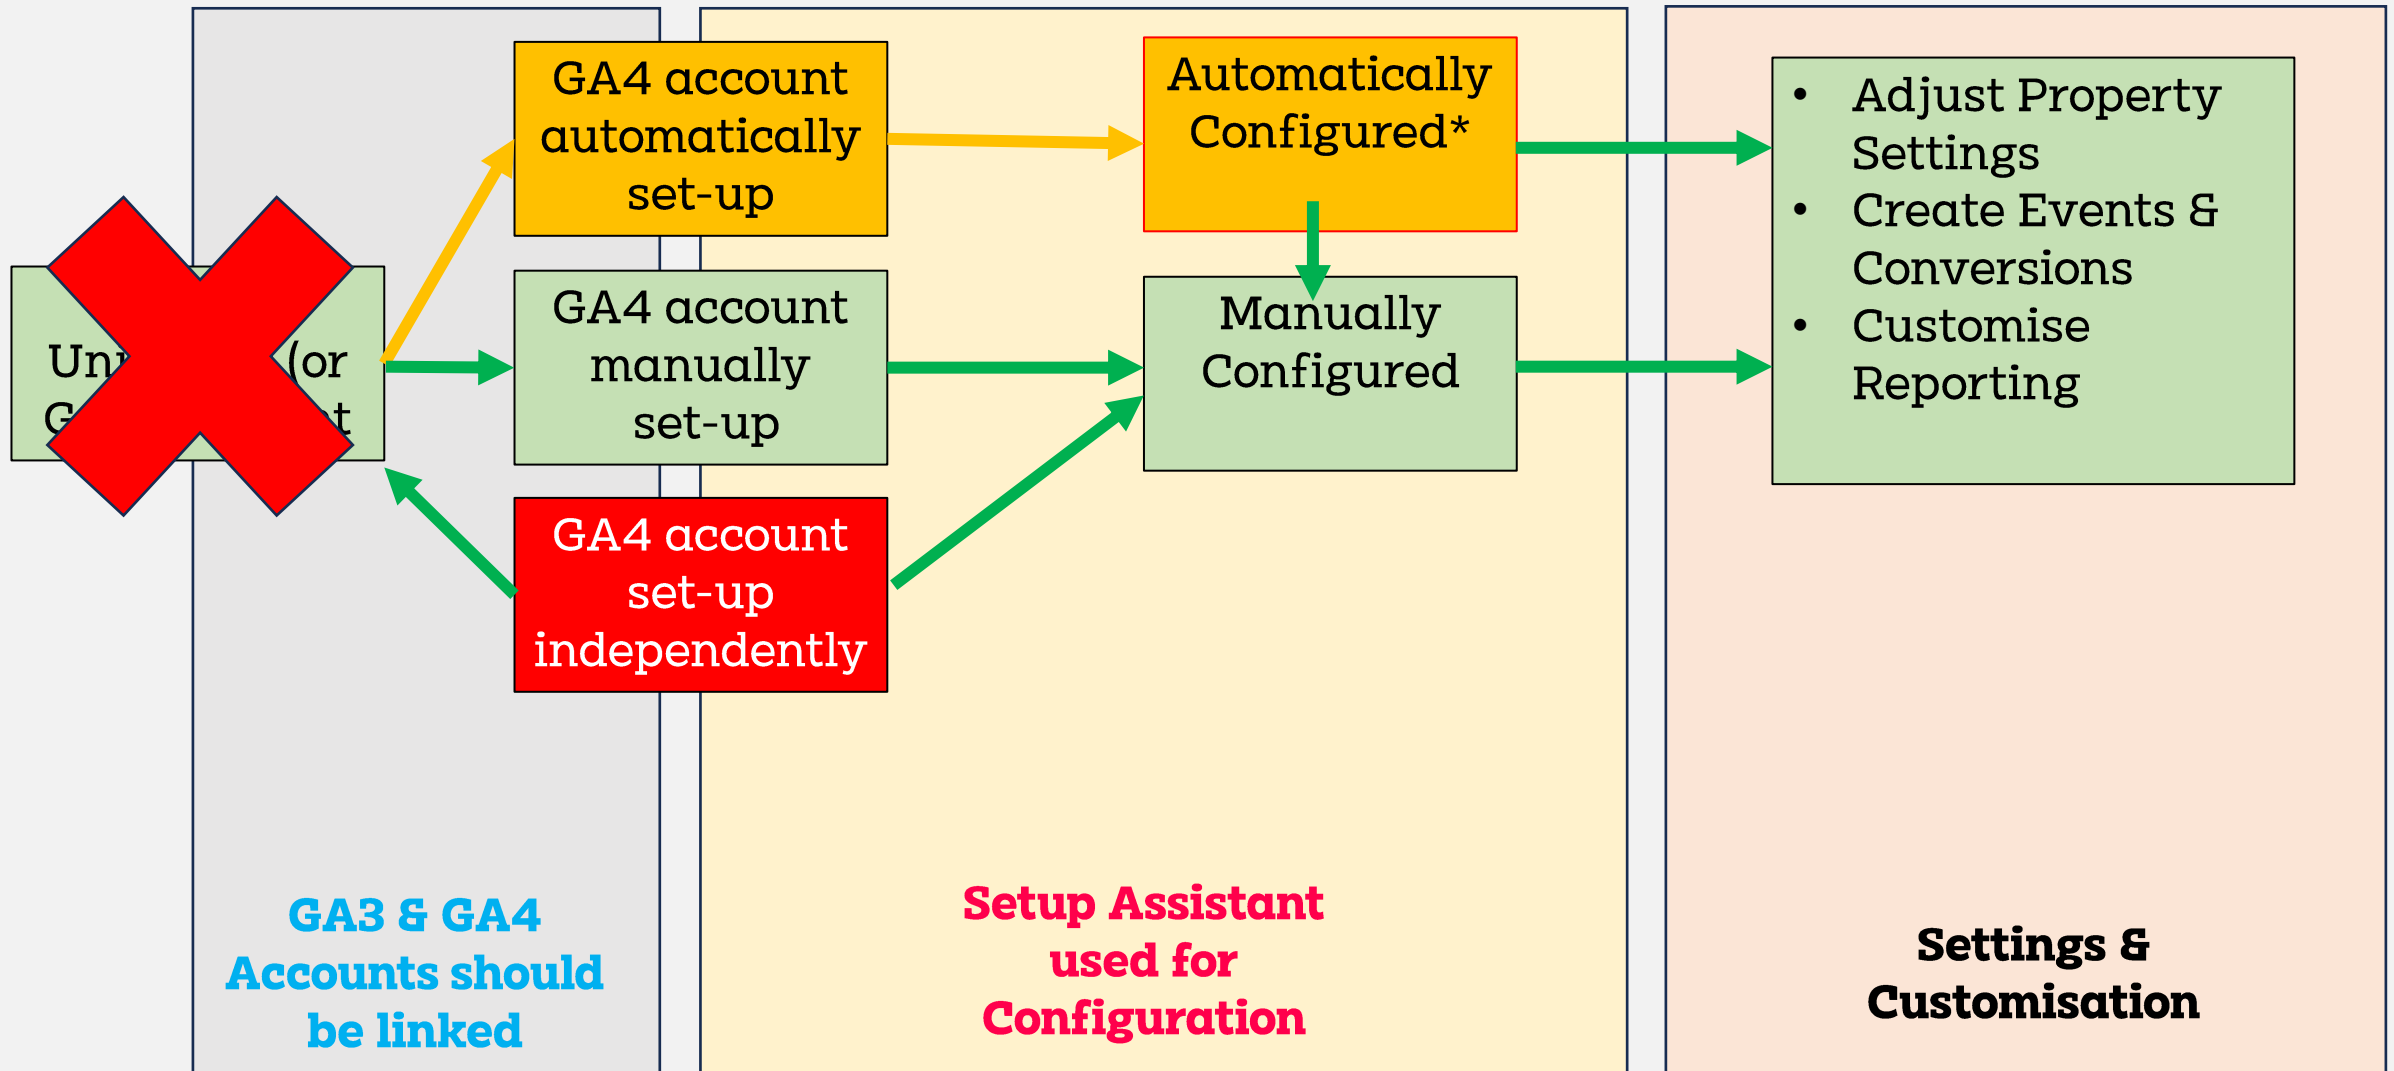 GA4 account
automatically
set-up
Automatically
Configured*
• Adjust Property
Settings
• Create Events &
Conversions
• Customise
Reporting
(or
GA4 account
manually
set-up
Manually
Configured
GA4 account
set-up
independently
GA3 & GA4
Accounts should
be linked
Setup Assistant
used for
Configuration
Settings &
Customisation